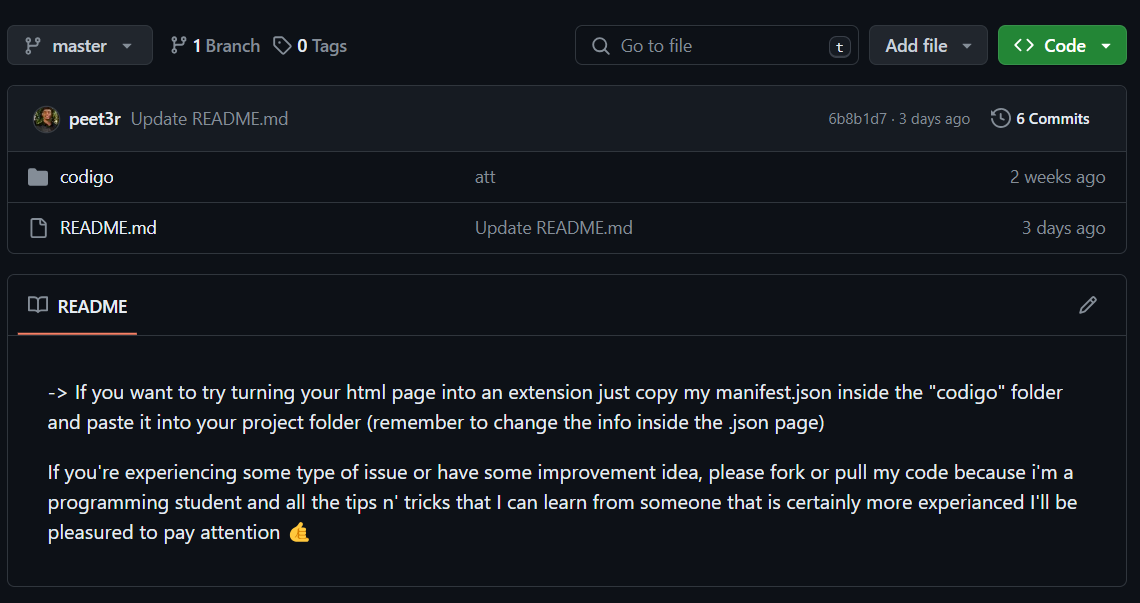 master 1 Branch 0 Tags Go to file t Add file Code
peet3r Update README.md 6b8b1d7 · 3 days ago 6 Commits
codigo att 2 weeks ago
README.md Update README.md 3 days ago
README
-> If you want to try turning your html page into an extension just copy my manifest.json inside the "codigo" folder
and paste it into your project folder (remember to change the info inside the .json page)
If you're experiencing some type of issue or have some improvement idea, please fork or pull my code because i'm a
programming student and all the tips n' tricks that I can learn from someone that is certainly more experianced I'll be
pleasured to pay attention 👍